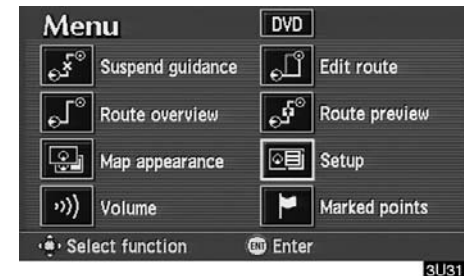 Menu DVD
Suspend guidance Edit route
Route overview Route preview
Map appearance Setup
Volume Marked points
Select function ENT Enter
3U31